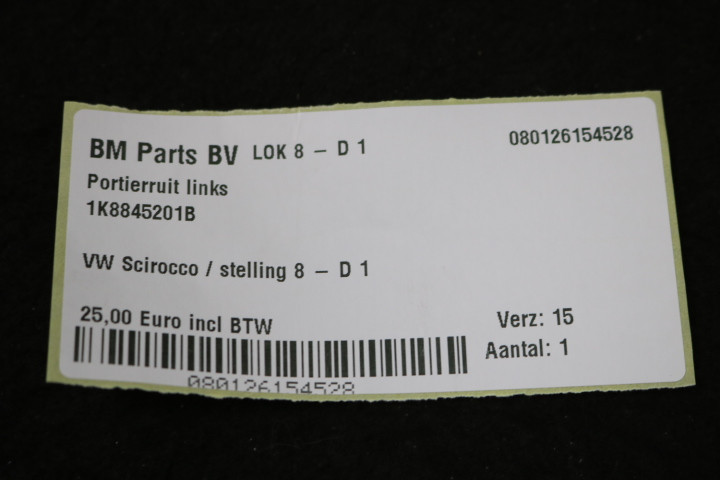 BM Parts BV LOK 8 – D 1
080126154528
Portierruit links
1K8845201B
VW Scirocco / stelling 8 – D 1
25,00 Euro incl BTW
Verz: 15
Aantal: 1
080126154528